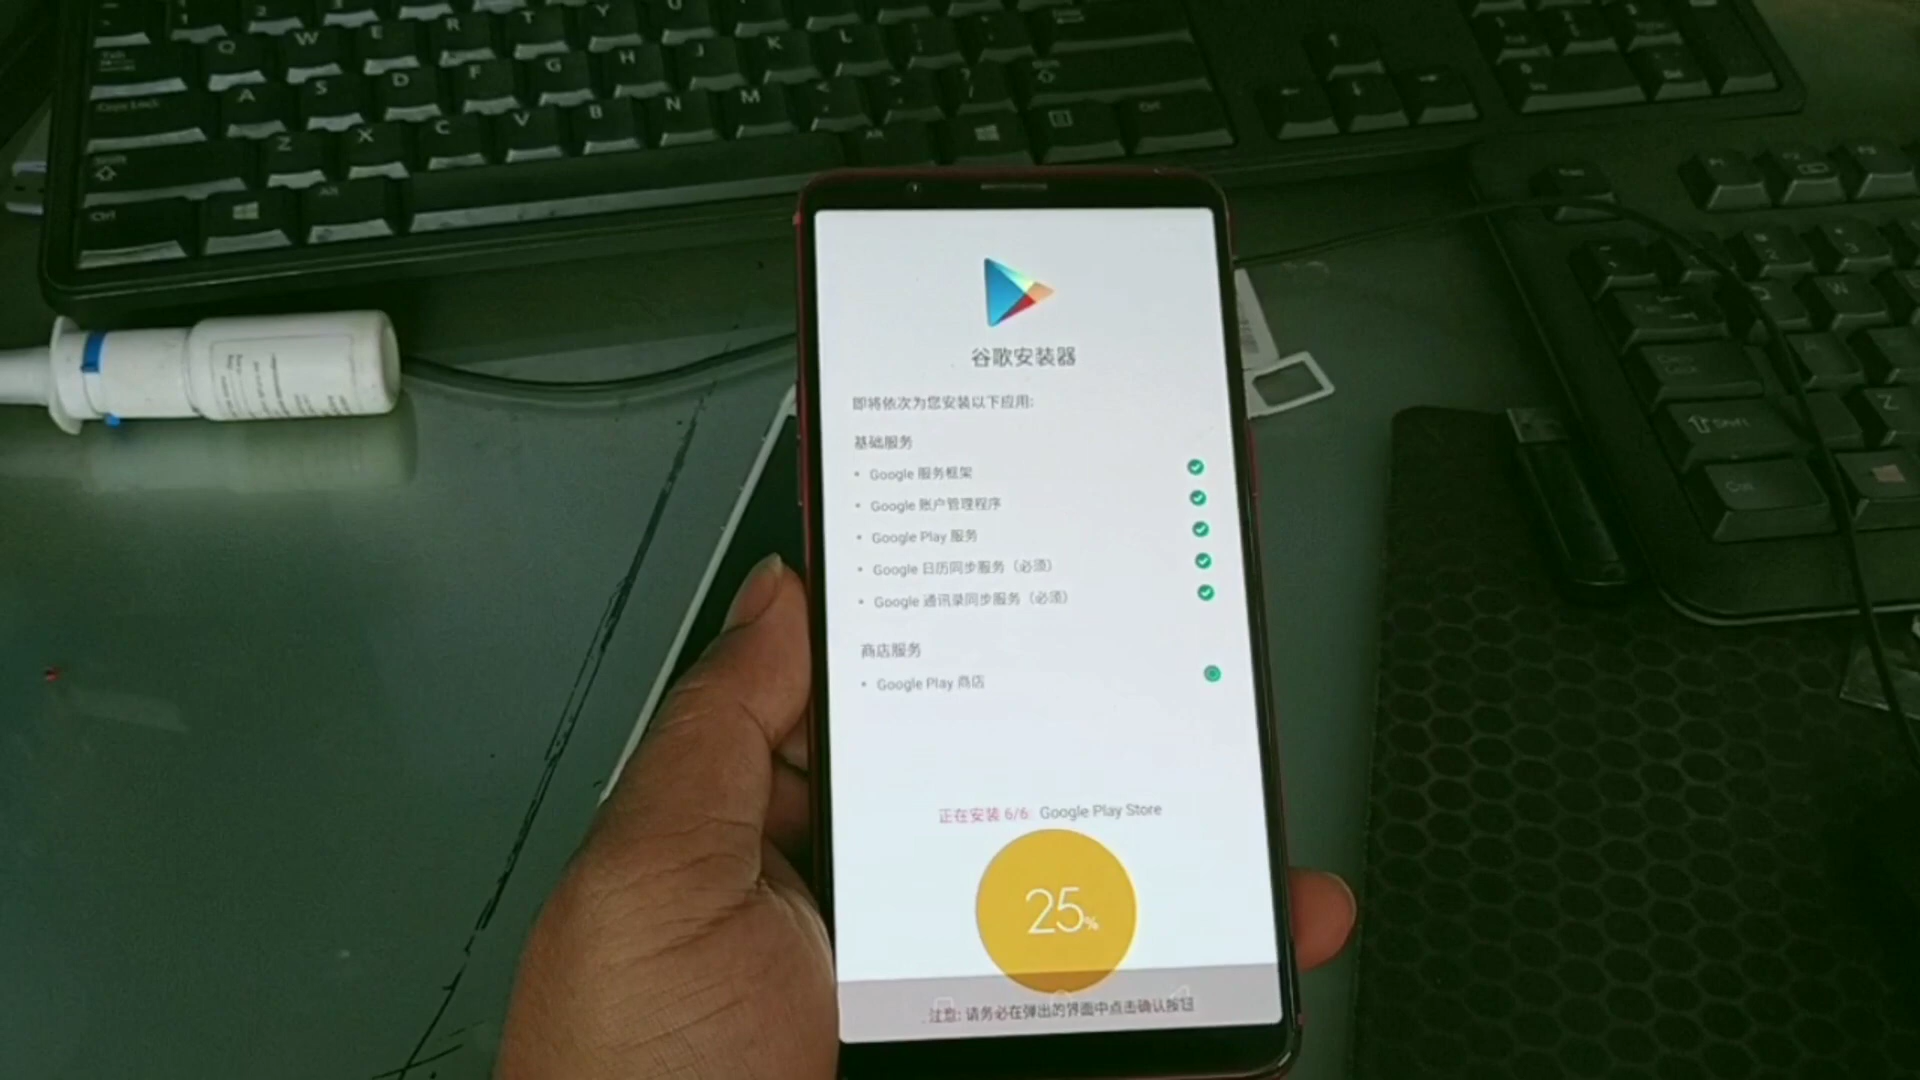 Q W E R T Y U
A S D F G H J K L
Z X C V B N M
Ctrl
Alt
谷歌安装器
即将依次为您安装以下应用:
基础服务
• Google 服务框架
• Google 账户管理程序
• Google Play 服务
• Google 日历同步服务（必须）
• Google 通讯录同步服务（必须）
商店服务
• Google Play 商店
正在安装 6/6: Google Play Store
25%
注意: 请务必在弹出的界面中点击确认按钮
Shift
Ctrl
Z